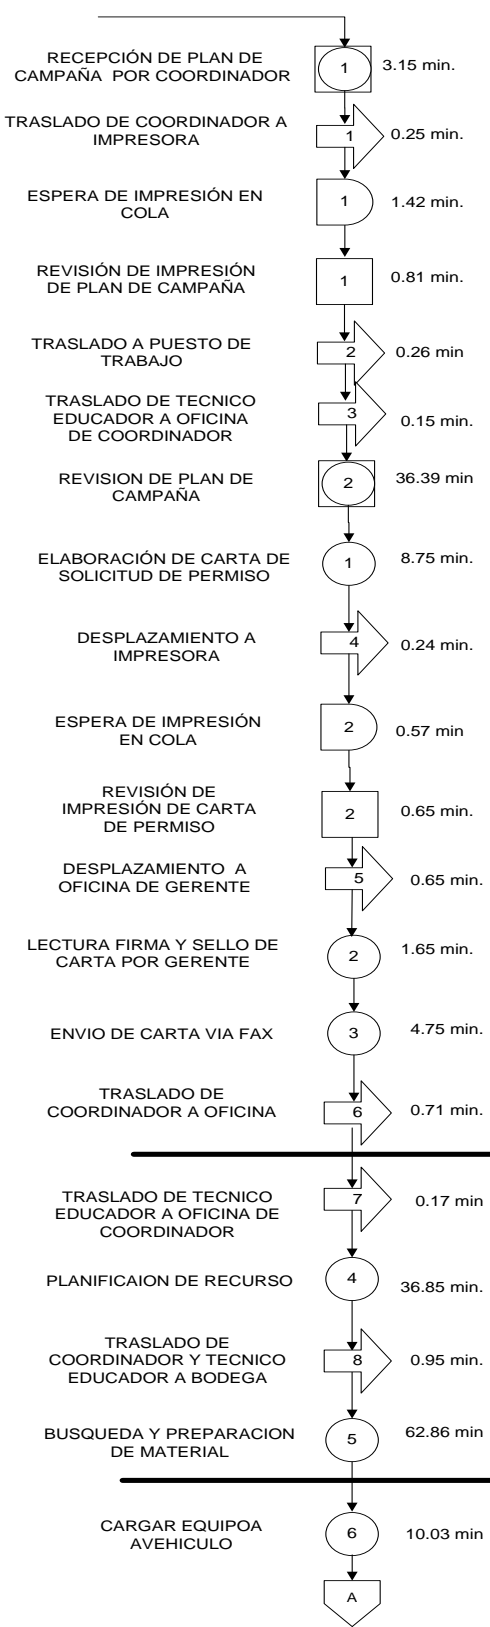 RECEPCIÓN DE PLAN DE
CAMPAÑA POR COORDINADOR
1
3.15 min.
TRASLADO DE COORDINADOR A
IMPRESORA
1
0.25 min.
ESPERA DE IMPRESIÓN EN
COLA
1
1.42 min.
REVISIÓN DE IMPRESIÓN
DE PLAN DE CAMPAÑA
1
0.81 min.
TRASLADO A PUESTO DE
TRABAJO
2
0.26 min
TRASLADO DE TECNICO
EDUCADOR A OFICINA
DE COORDINADOR
3
0.15 min.
REVISION DE PLAN DE
CAMPAÑA
2
36.39 min
ELABORACIÓN DE CARTA DE
SOLICITUD DE PERMISO
1
8.75 min.
DESPLAZAMIENTO A
IMPRESORA
4
0.24 min.
ESPERA DE IMPRESIÓN
EN COLA
2
0.57 min
REVISIÓN DE
IMPRESIÓN DE CARTA
DE PERMISO
2
0.65 min.
DESPLAZAMIENTO A
OFICINA DE GERENTE
5
0.65 min.
LECTURA FIRMA Y SELLO DE
CARTA POR GERENTE
2
1.65 min.
ENVIO DE CARTA VIA FAX
3
4.75 min.
TRASLADO DE
COORDINADOR A OFICINA
6
0.71 min.
TRASLADO DE TECNICO
EDUCADOR A OFICINA DE
COORDINADOR
7
0.17 min
PLANIFICAION DE RECURSO
4
36.85 min.
TRASLADO DE
COORDINADOR Y TECNICO
EDUCADOR A BODEGA
8
0.95 min.
BUSQUEDA Y PREPARACION
DE MATERIAL
5
62.86 min
CARGAR EQUIPOA
AVEHICULO
6
10.03 min
A